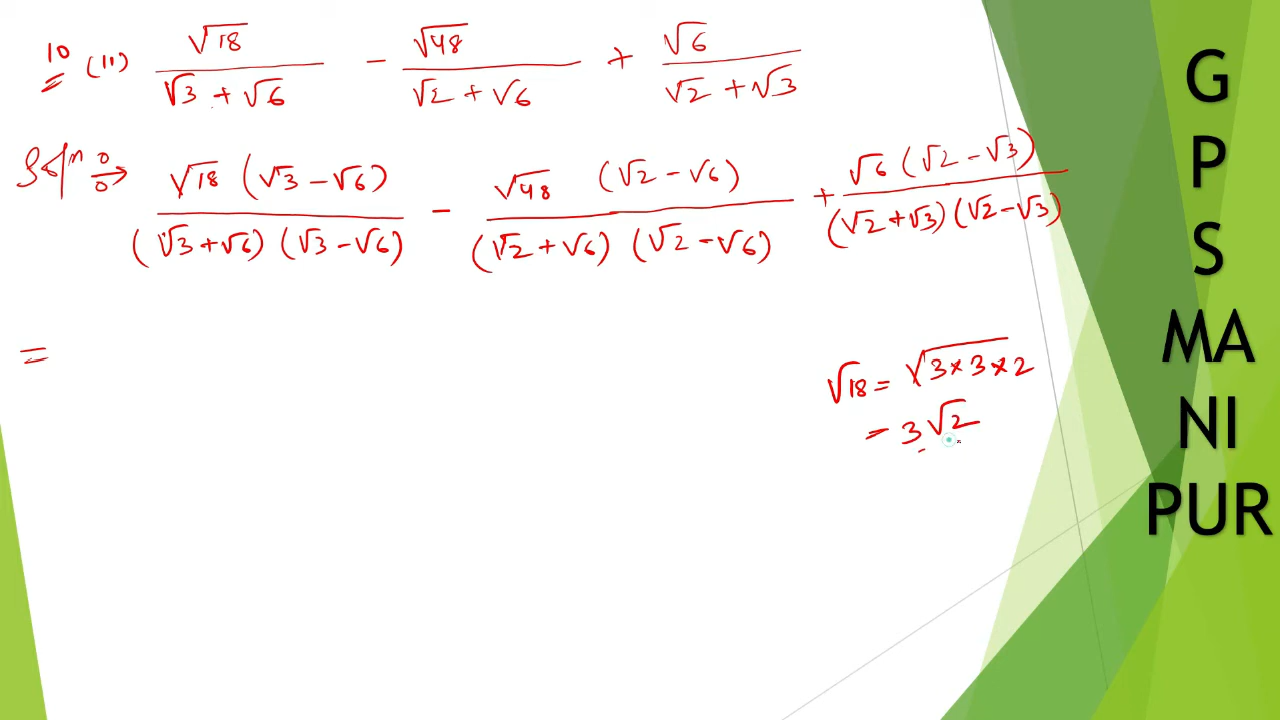 10 (ii) √18/(√3 + √6) - √48/(√2 + √6) + √6/(√2 + √3)
Solⁿ : → √18 (√3 - √6)/((√3 + √6) (√3 - √6)) - √48 (√2 - √6)/((√2 + √6) (√2 - √6)) + √6 (√2 - √3)/((√2 + √3) (√2 - √3))
=
√18 = √(3 × 3 × 2)
= 3√2
G
P
S
MA
NI
PUR